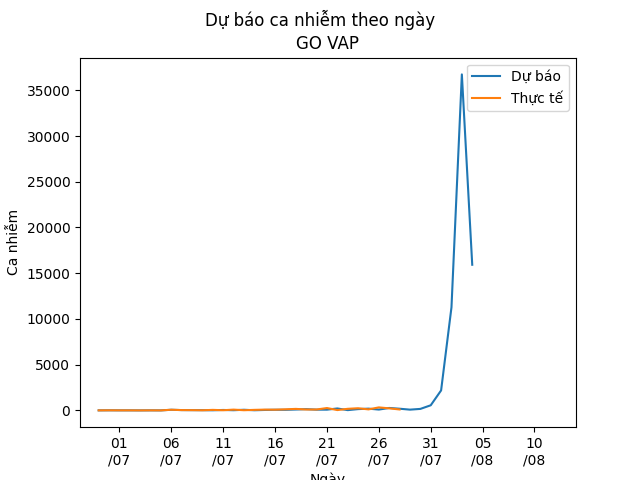 Dự báo ca nhiễm theo ngày
GO VAP
Dự báo
Thực tế
Ca nhiễm
35000
30000
25000
20000
15000
10000
5000
0
01 06 11 16 21 26 31 05 10
/07 /07 /07 /07 /07 /07 /07 /08 /08
Ngày